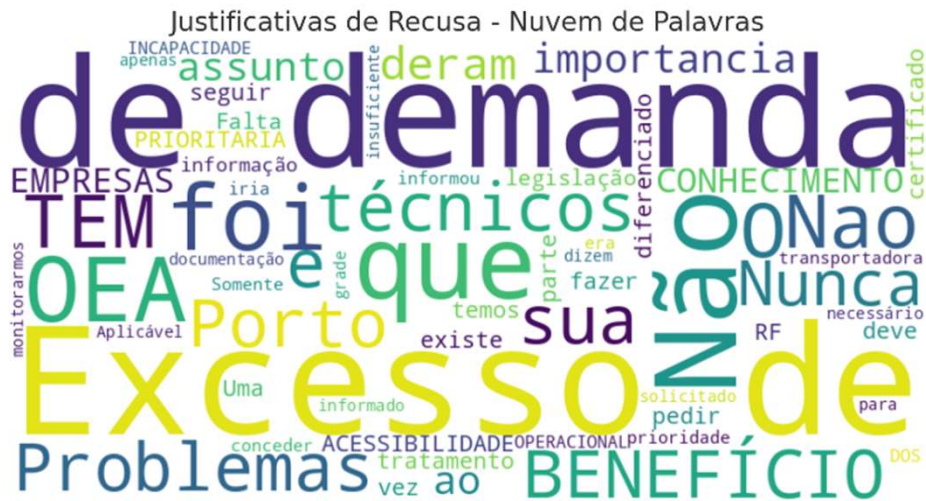 Justificativas de Recusa - Nuvem de Palavras
INCAPACIDADE
apenas
assunto
deram
importancia
certificado
seguir
insuficiente
de demanda
Falta
PRIORITARIA
diferenciado
informação
EMPRESAS
iria
informou
legislação
CONHECIMENTO
TEM
foi
técnicos
Não
O
Nao
documentação
é
que
era
dizem
parte
transportadora
monitorarmos
OEA
Somente
grade
fazer
Nunca
Porto
temos
sua
necessário
Aplicável
existe
RF
deve
Excesso
de
Uma
informado
solicitado
pedir
para
conceder
ACESSIBILIDADE
OPERACIONAL
prioridade
Problemas
tratamento
vez
ao
BENEFÍCIO
DOS